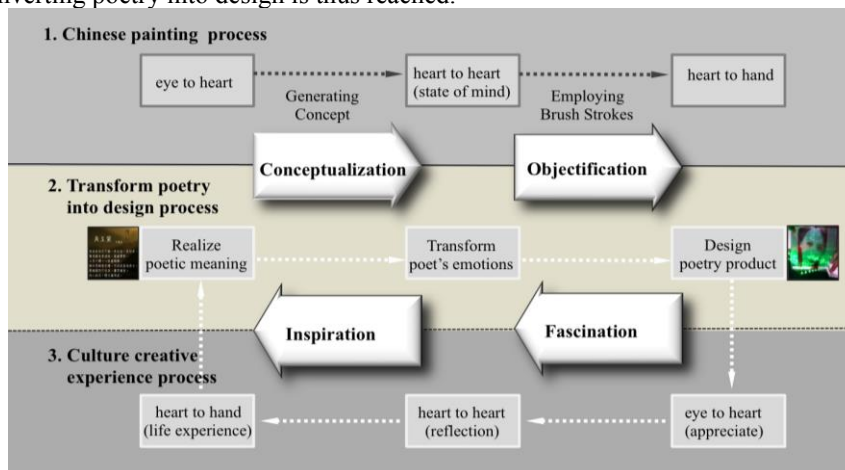 nverting poetry into design is thus reached.
1. Chinese painting process
eye to heart
Generating
Concept
heart to heart
(state of mind)
Employing
Brush Strokes
heart to hand
Conceptualization
Objectification
2. Transform poetry
into design process
Realize
poetic meaning
Transform
poet's emotions
Design
poetry product
Inspiration
Fascination
3. Culture creative
experience process
heart to hand
(life experience)
heart to heart
(reflection)
eye to heart
(appreciate)